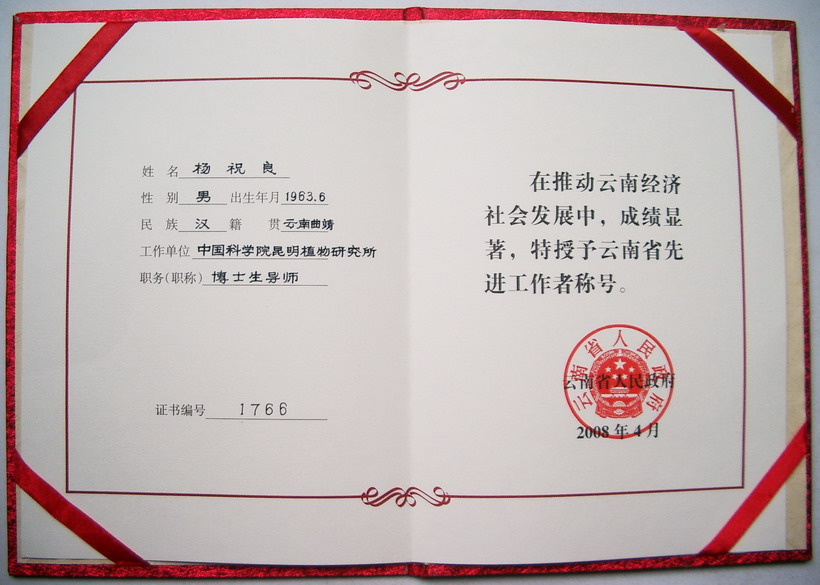 姓 名 杨祝良
性 别 男 出生年月 1963.6
民 族 汉 籍 贯 云南曲靖
工作单位 中国科学院昆明植物研究所
职务(职称) 博士生导师
证书编号 1766
在推动云南经济
社会发展中，成绩显
著，特授予云南省先
进工作者称号。
云南省人民政府
云南省人民政府
2008年4月